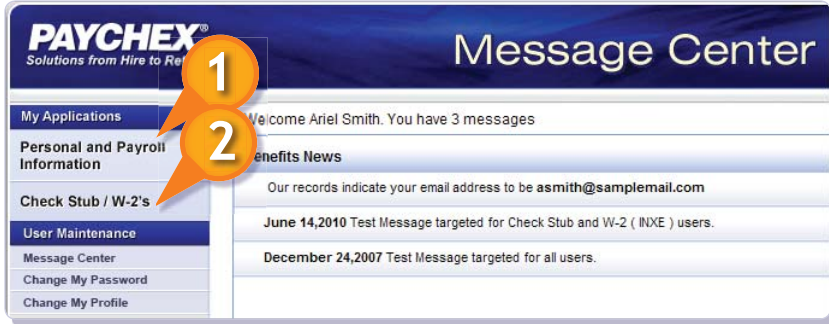 PAYCHEX®
Solutions from Hire to Re
Message Center
1
My Applications
elcome Ariel Smith. You have 3 messages
2
Personal and Payroll
Information
enefits News
Our records indicate your email address to be asmith@samplemail.com
Check Stub / W-2's
June 14,2010 Test Message targeted for Check Stub and W-2 ( INXE ) users.
User Maintenance
Message Center
December 24,2007 Test Message targeted for all users.
Change My Password
Change My Profile